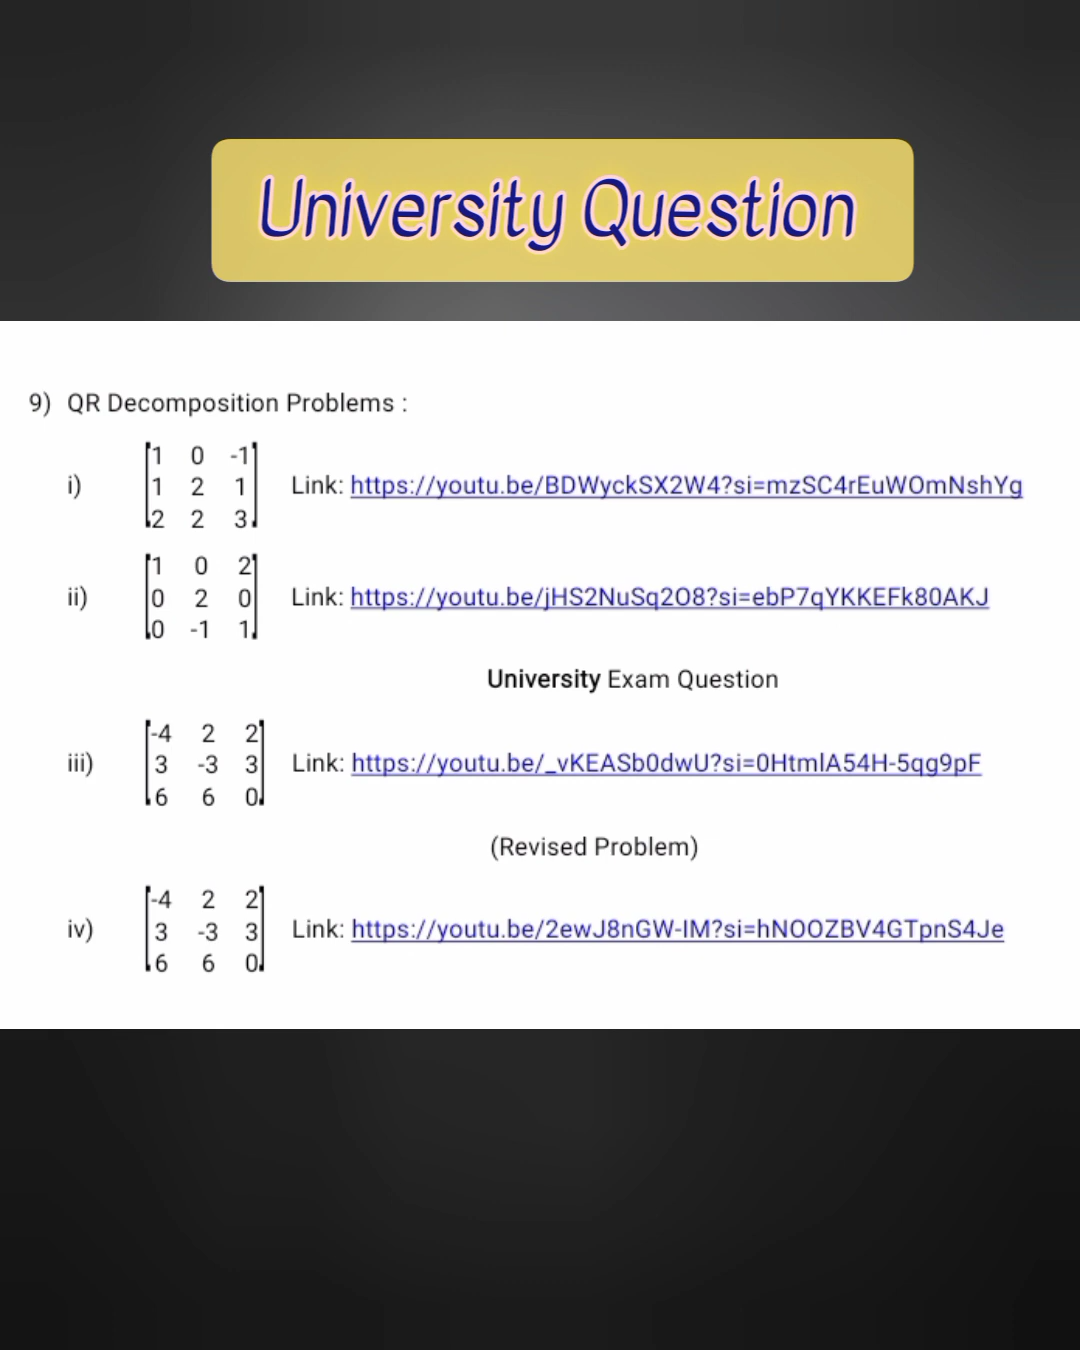 University Question
9) QR Decomposition Problems :
i) [1 0 -1
1 2 1
2 2 3] Link: https://youtu.be/BDWyckSX2W4?si=mzSC4rEuWOmNshYg
ii) [1 0 2
0 2 0
0 -1 1] Link: https://youtu.be/jHS2NuSq2O8?si=ebP7qYKKEFk80AKJ
University Exam Question
iii) [-4 2 2
3 -3 3
6 6 0] Link: https://youtu.be/_vKEASb0dwU?si=0HtmlA54H-5qg9pF
(Revised Problem)
iv) [-4 2 2
3 -3 3
6 6 0] Link: https://youtu.be/2ewJ8nGW-IM?si=hNOOZBV4GTpnS4Je